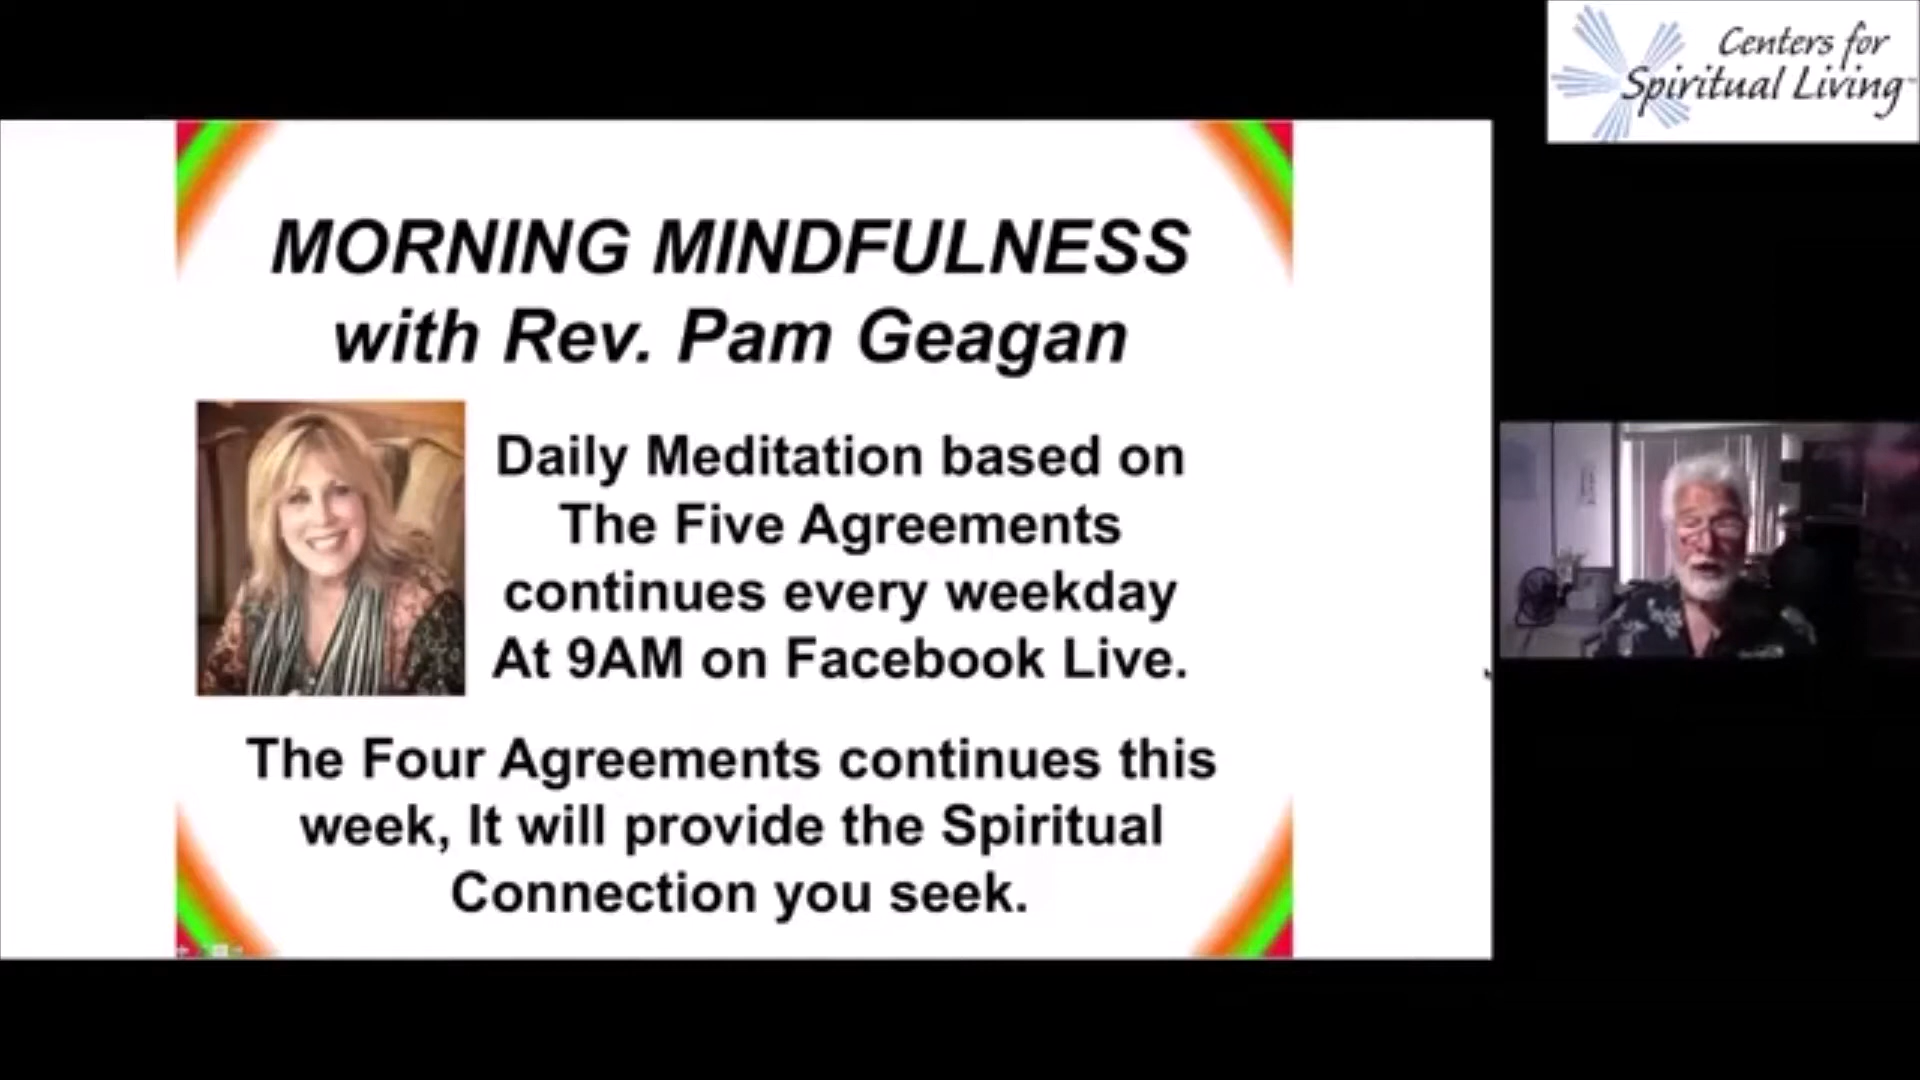 Centers for
Spiritual Living
MORNING MINDFULNESS
with Rev. Pam Geagan
Daily Meditation based on
The Five Agreements
continues every weekday
At 9AM on Facebook Live.
The Four Agreements continues this
week, It will provide the Spiritual
Connection you seek.